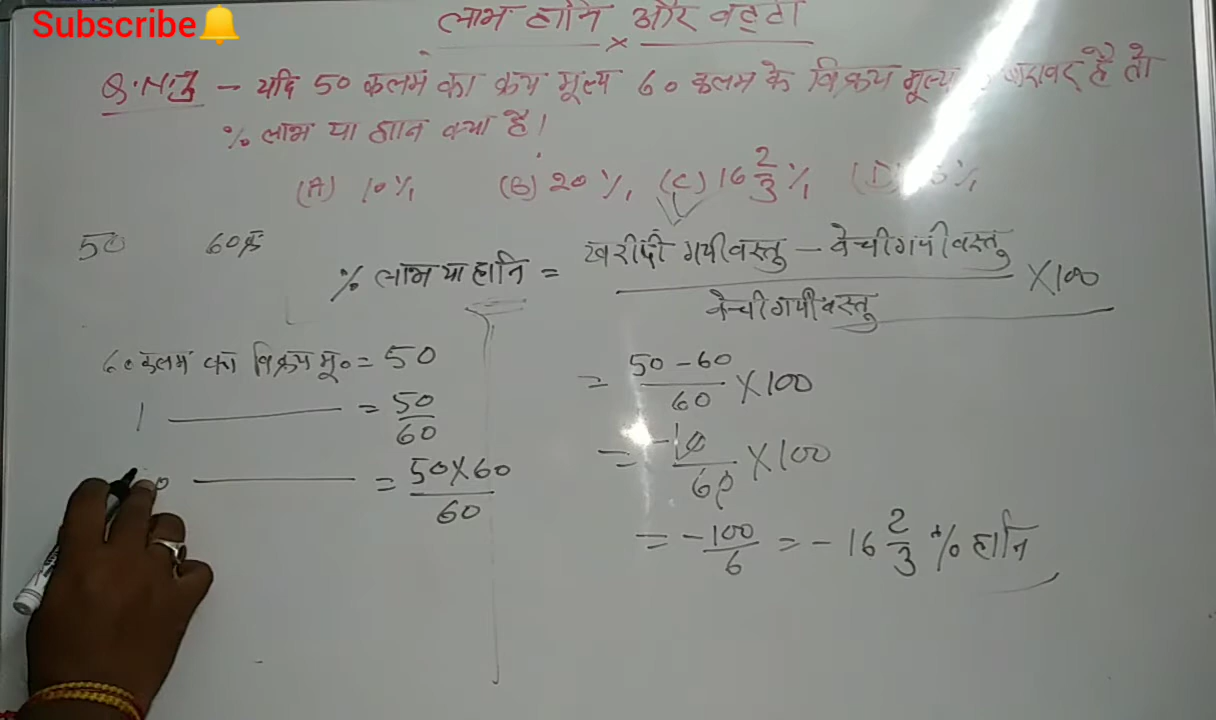 Subscribe🔔
लाभ हानि और बट्टा
×
Q.N.1 - यदि 50 कलम का क्रय मूल्य 60 कलम के विक्रय मूल्य बराबर है तो
% लाभ या हानि क्या है।
(A) 10% (B) 20% (C) 16 2/3 %
50 60
% लाभ या हानि = खरीदी गयी वस्तु - बेची गयी वस्तु / बेची गयी वस्तु × 100
60 कलम का विक्रय मू० = 50
1 ——— = 50/60
——— = 50×60/60
= 50-60/60 × 100
= -10/60 × 100
= -100/6 = -16 2/3 % हानि